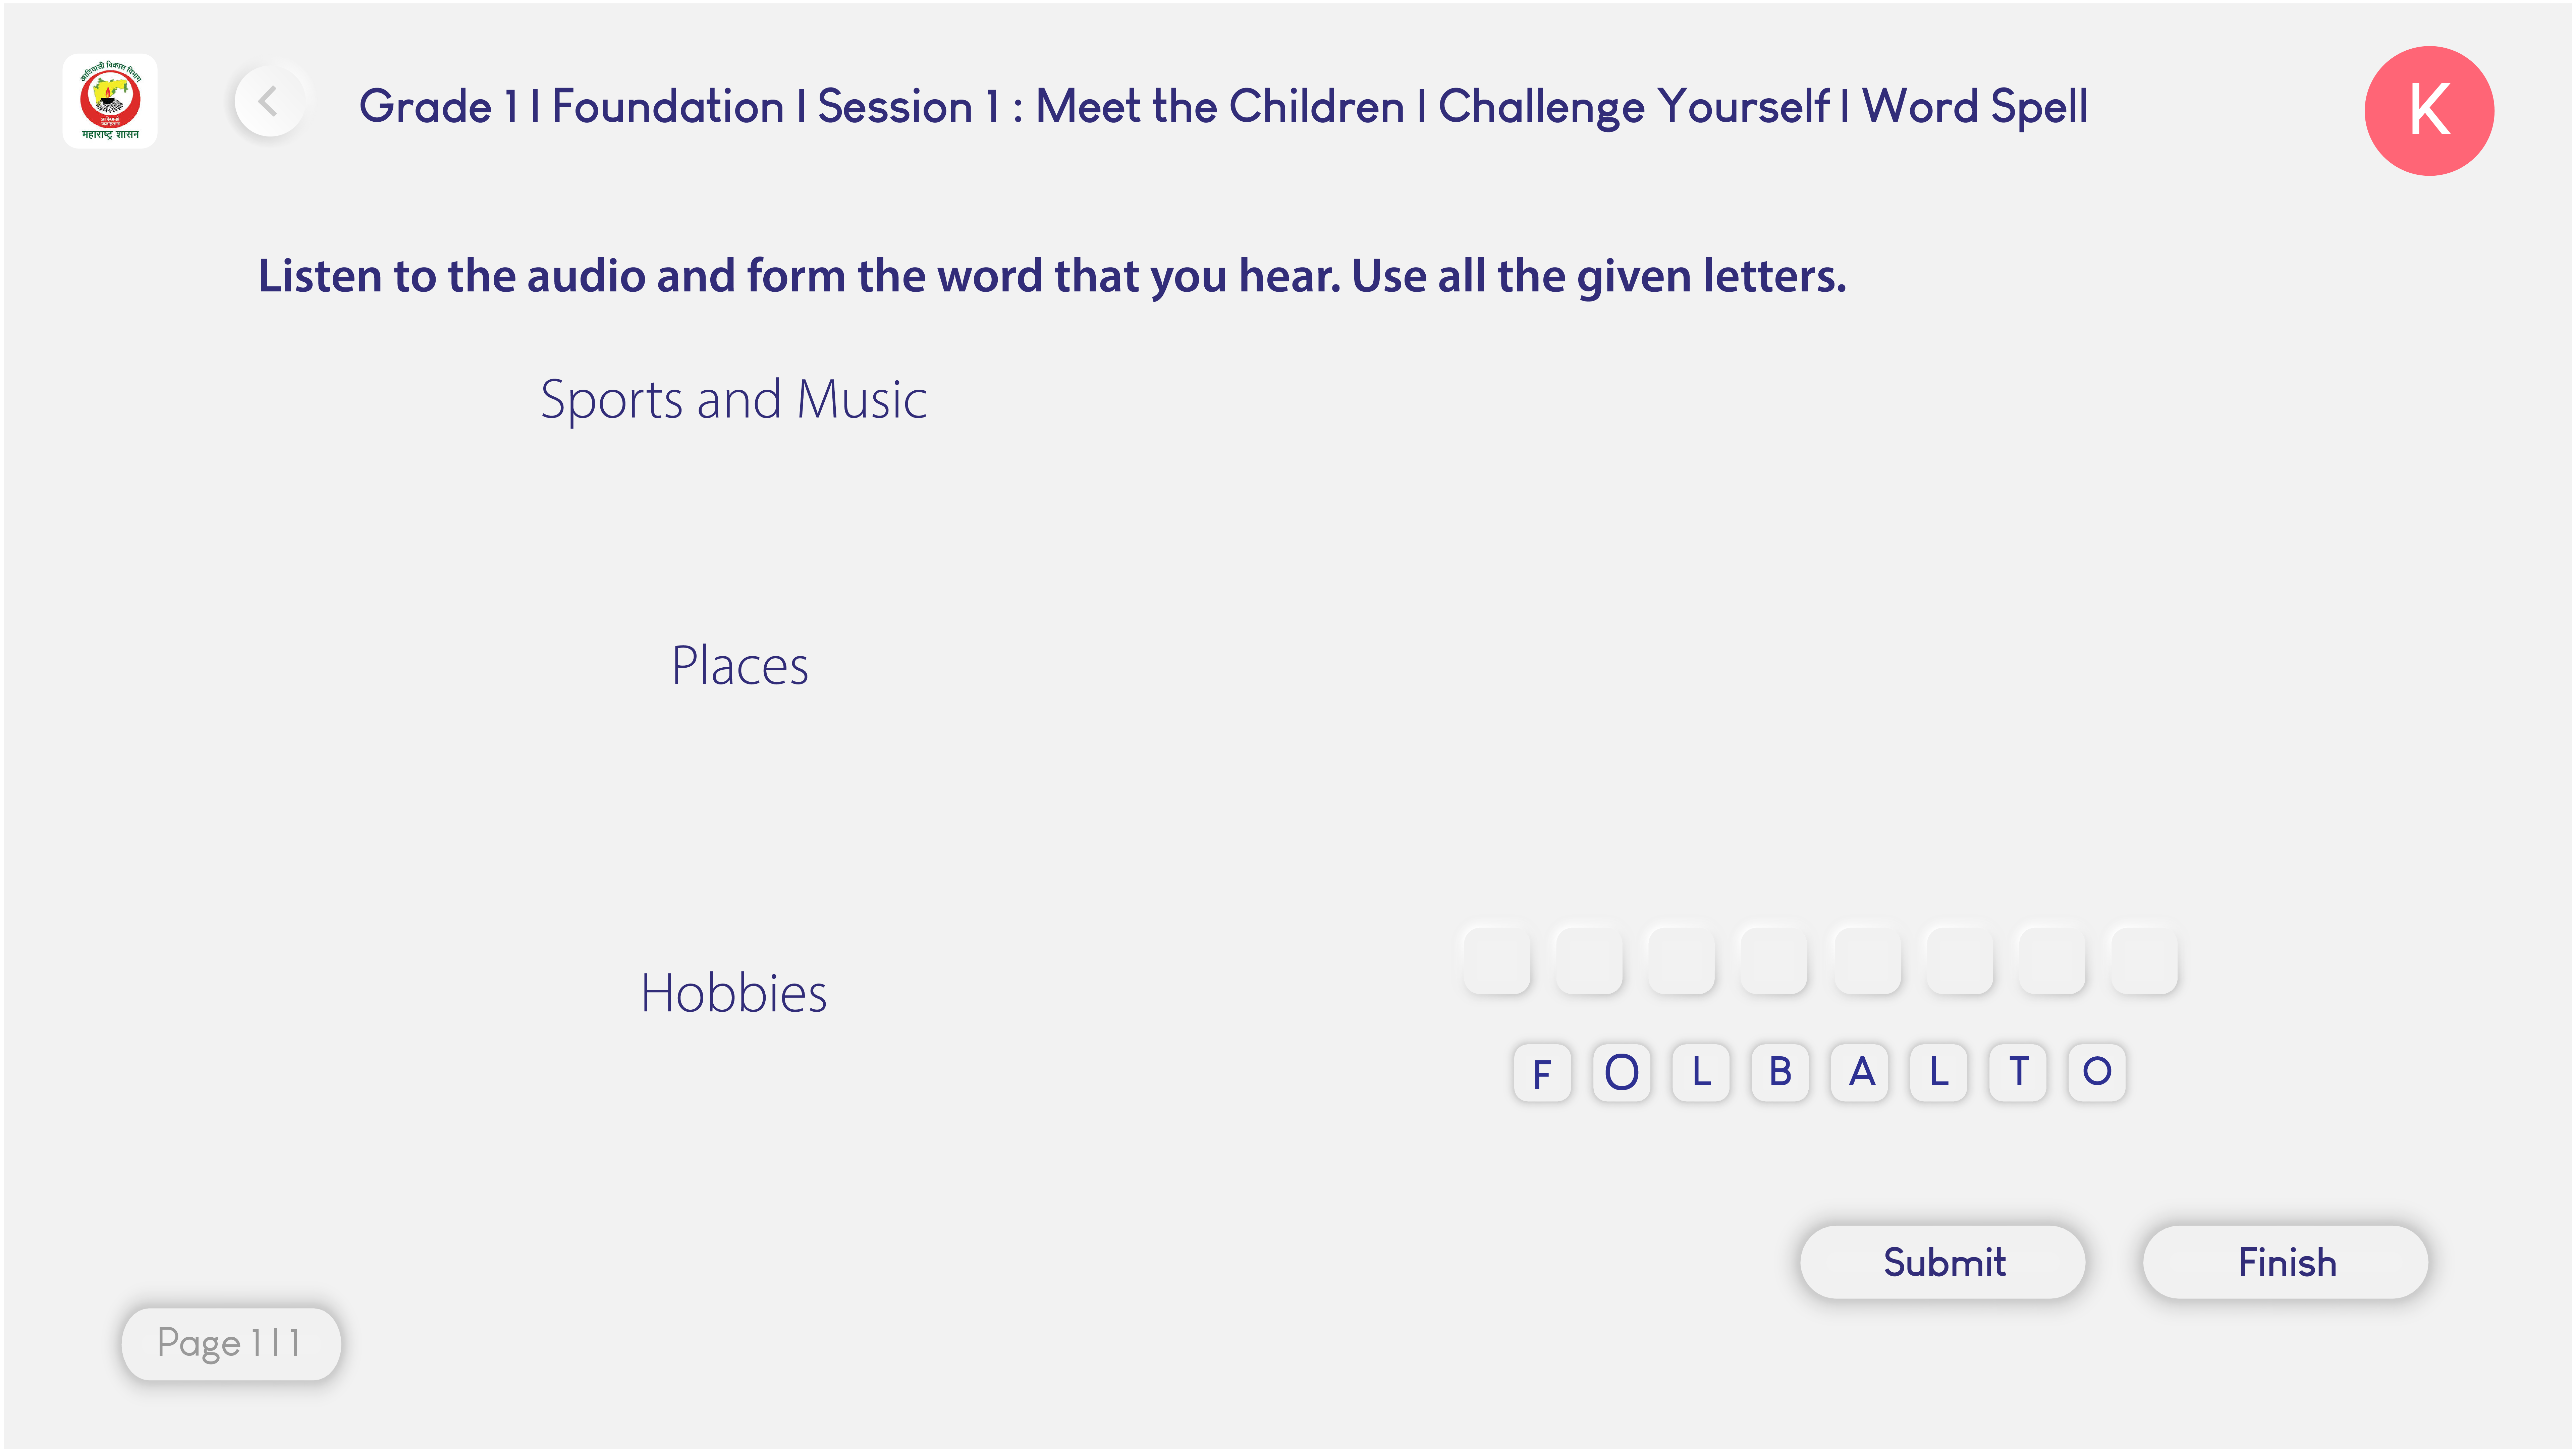 आदिवासी विकास विभाग
महाराष्ट्र शासन
Grade 1 | Foundation | Session 1 : Meet the Children | Challenge Yourself | Word Spell
K
Listen to the audio and form the word that you hear. Use all the given letters.
Sports and Music
Places
Hobbies
F O L B A L T O
Submit Finish
Page 1 | 1